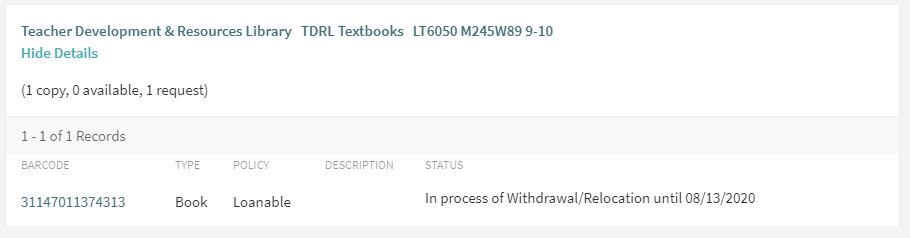 Teacher Development & Resources Library TDRL Textbooks LT6050 M245W89 9-10
Hide Details
(1 copy, 0 available, 1 request)
1 - 1 of 1 Records
BARCODE TYPE POLICY DESCRIPTION STATUS
31147011374313 Book Loanable In process of Withdrawal/Relocation until 08/13/2020